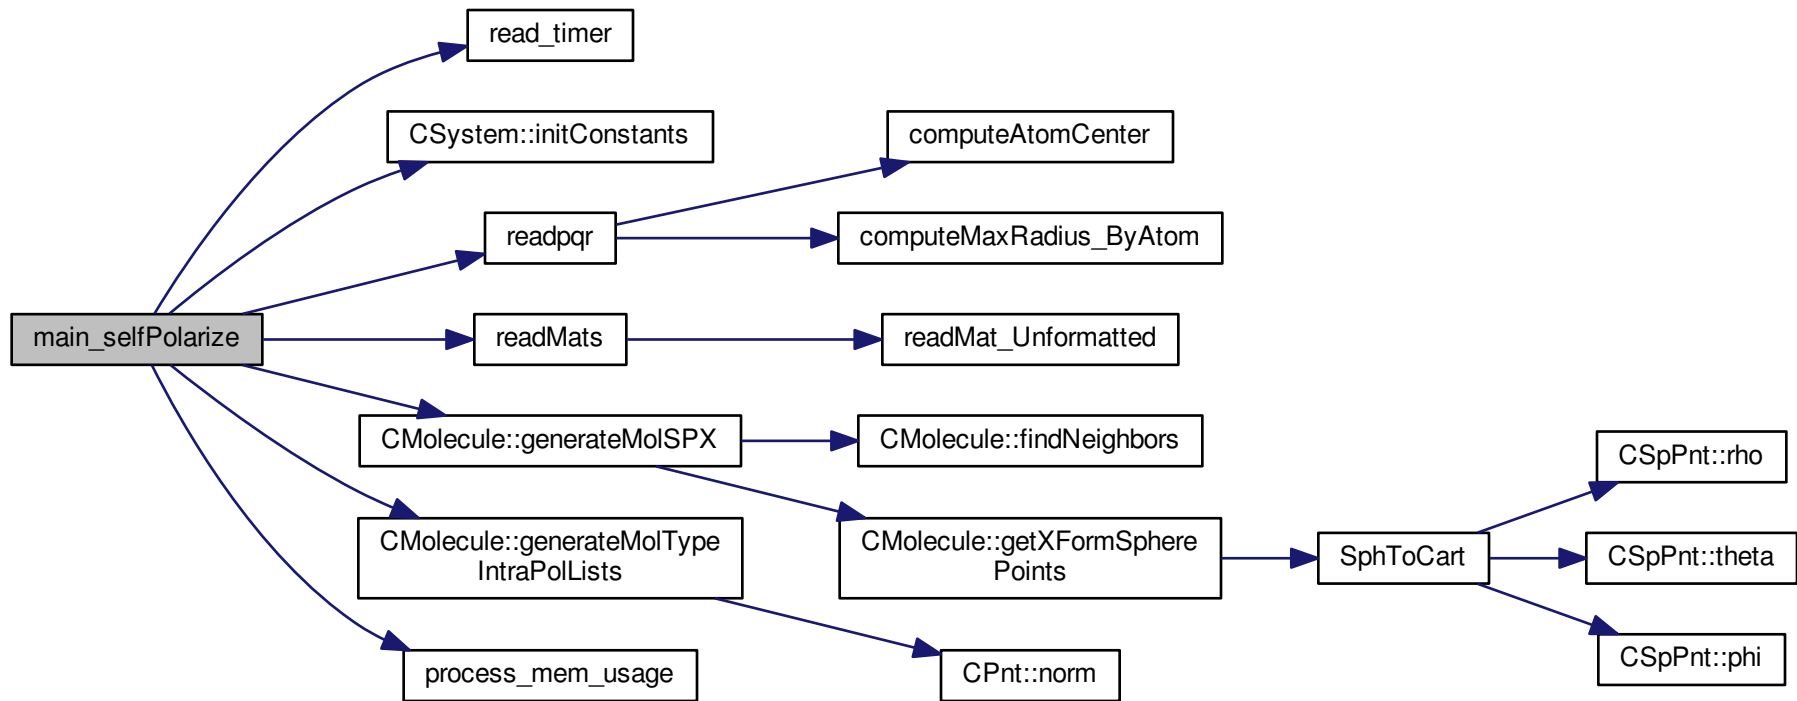 read_timer
CSystem::initConstants
computeAtomCenter
readpqr
computeMaxRadius_ByAtom
main_selfPolarize
readMats
readMat_Unformatted
CMolecule::generateMolSPX
CMolecule::findNeighbors
CSpPnt::rho
CMolecule::generateMolType
IntraPolLists
CMolecule::getXFormSphere
Points
SphToCart
CSpPnt::theta
process_mem_usage
CPnt::norm
CSpPnt::phi